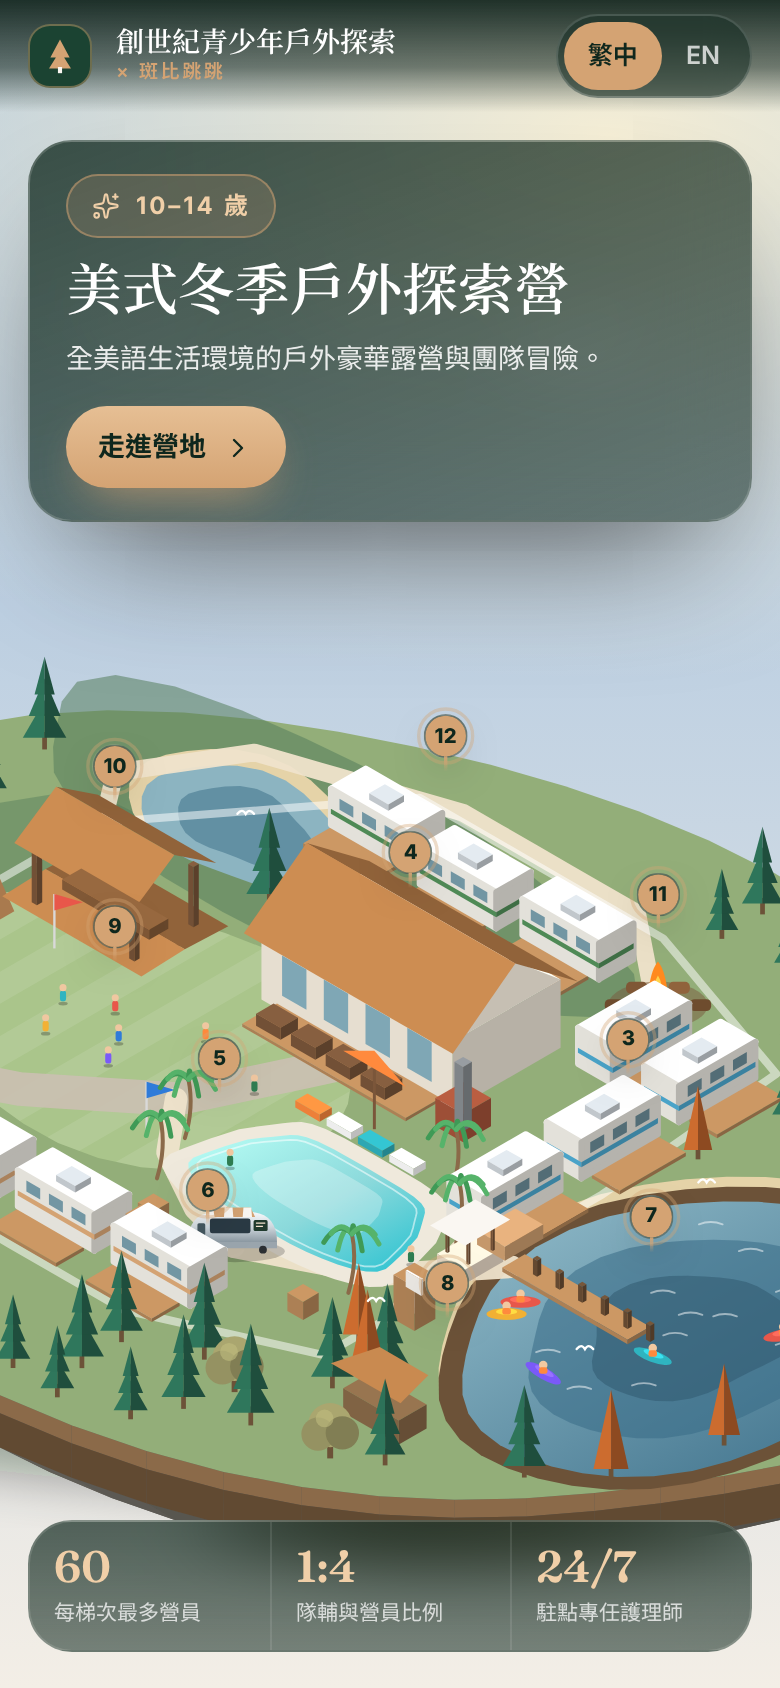 創世紀青少年戶外探索
× 班比跳跳
繁中
EN
10–14 歲
美式冬季戶外探索營
全美語生活環境的戶外豪華露營與團隊冒險。
走進營地
12
10
4
11
9
3
5
6
7
8
60
每梯次最多營員
1:4
隊輔與營員比例
24/7
駐點專任護理師